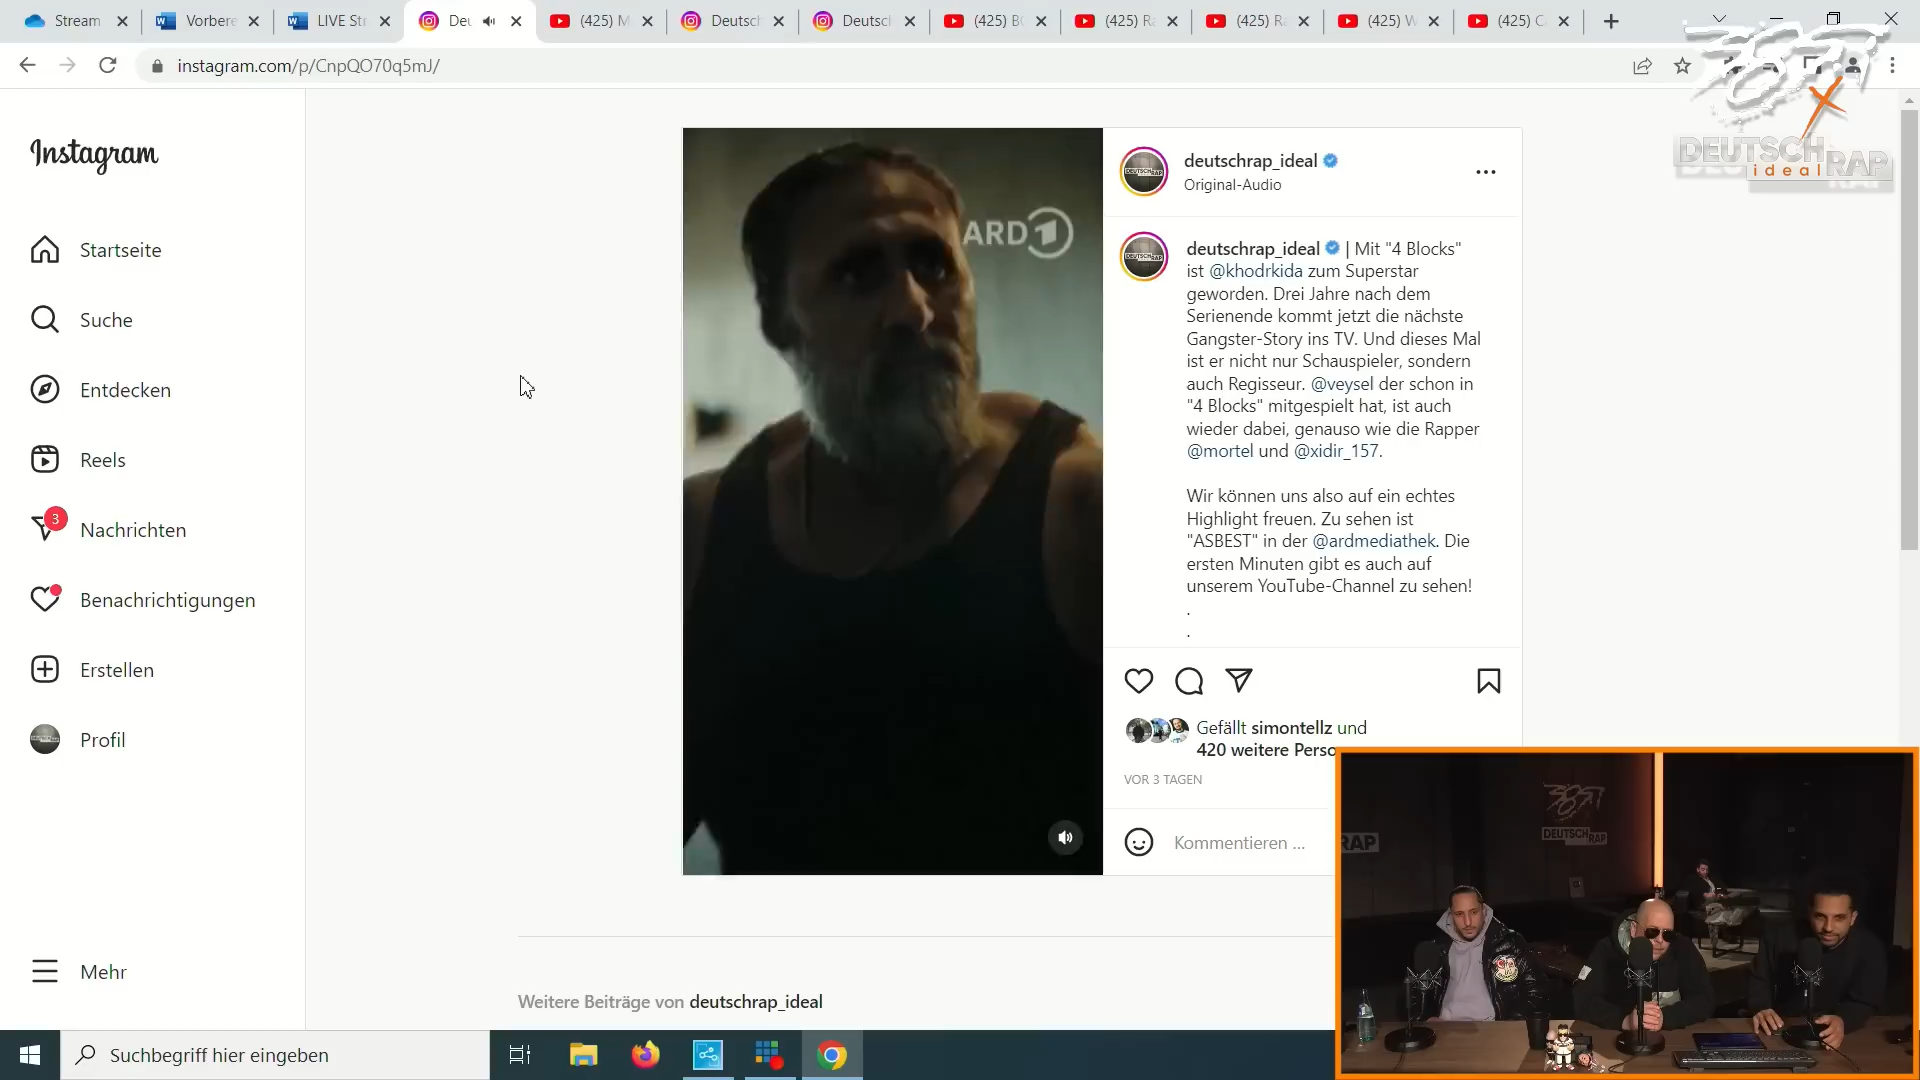 Stream
Vorbere
LIVE Str
Deu
(425) M
Deutsch
Deutsch
(425) B
(425) R
(425) R
(425) W
(425) C
instagram.com/p/CnpQO70q5mJ/
DEUTSCH RAP
ideal
Instagram
Startseite
Suche
Entdecken
Reels
3
Nachrichten
Benachrichtigungen
Erstellen
Profil
Mehr
ARD 1
deutschrap_ideal
Original-Audio
deutschrap_ideal | Mit "4 Blocks"
ist @khodrkida zum Superstar
geworden. Drei Jahre nach dem
Serienende kommt jetzt die nächste
Gangster-Story ins TV. Und dieses Mal
ist er nicht nur Schauspieler, sondern
auch Regisseur. @veysel der schon in
"4 Blocks" mitgespielt hat, ist auch
wieder dabei, genauso wie die Rapper
@mortel und @xidir_157.
Wir können uns also auf ein echtes
Highlight freuen. Zu sehen ist
"ASBEST" in der @ardmediathek. Die
ersten Minuten gibt es auch auf
unserem YouTube-Channel zu sehen!
.
.
Gefällt simontellz und
420 weitere Perso
VOR 3 TAGEN
Kommentieren ...
Weitere Beiträge von deutschrap_ideal
RAP
DEUTSCH RAP
Suchbegriff hier eingeben